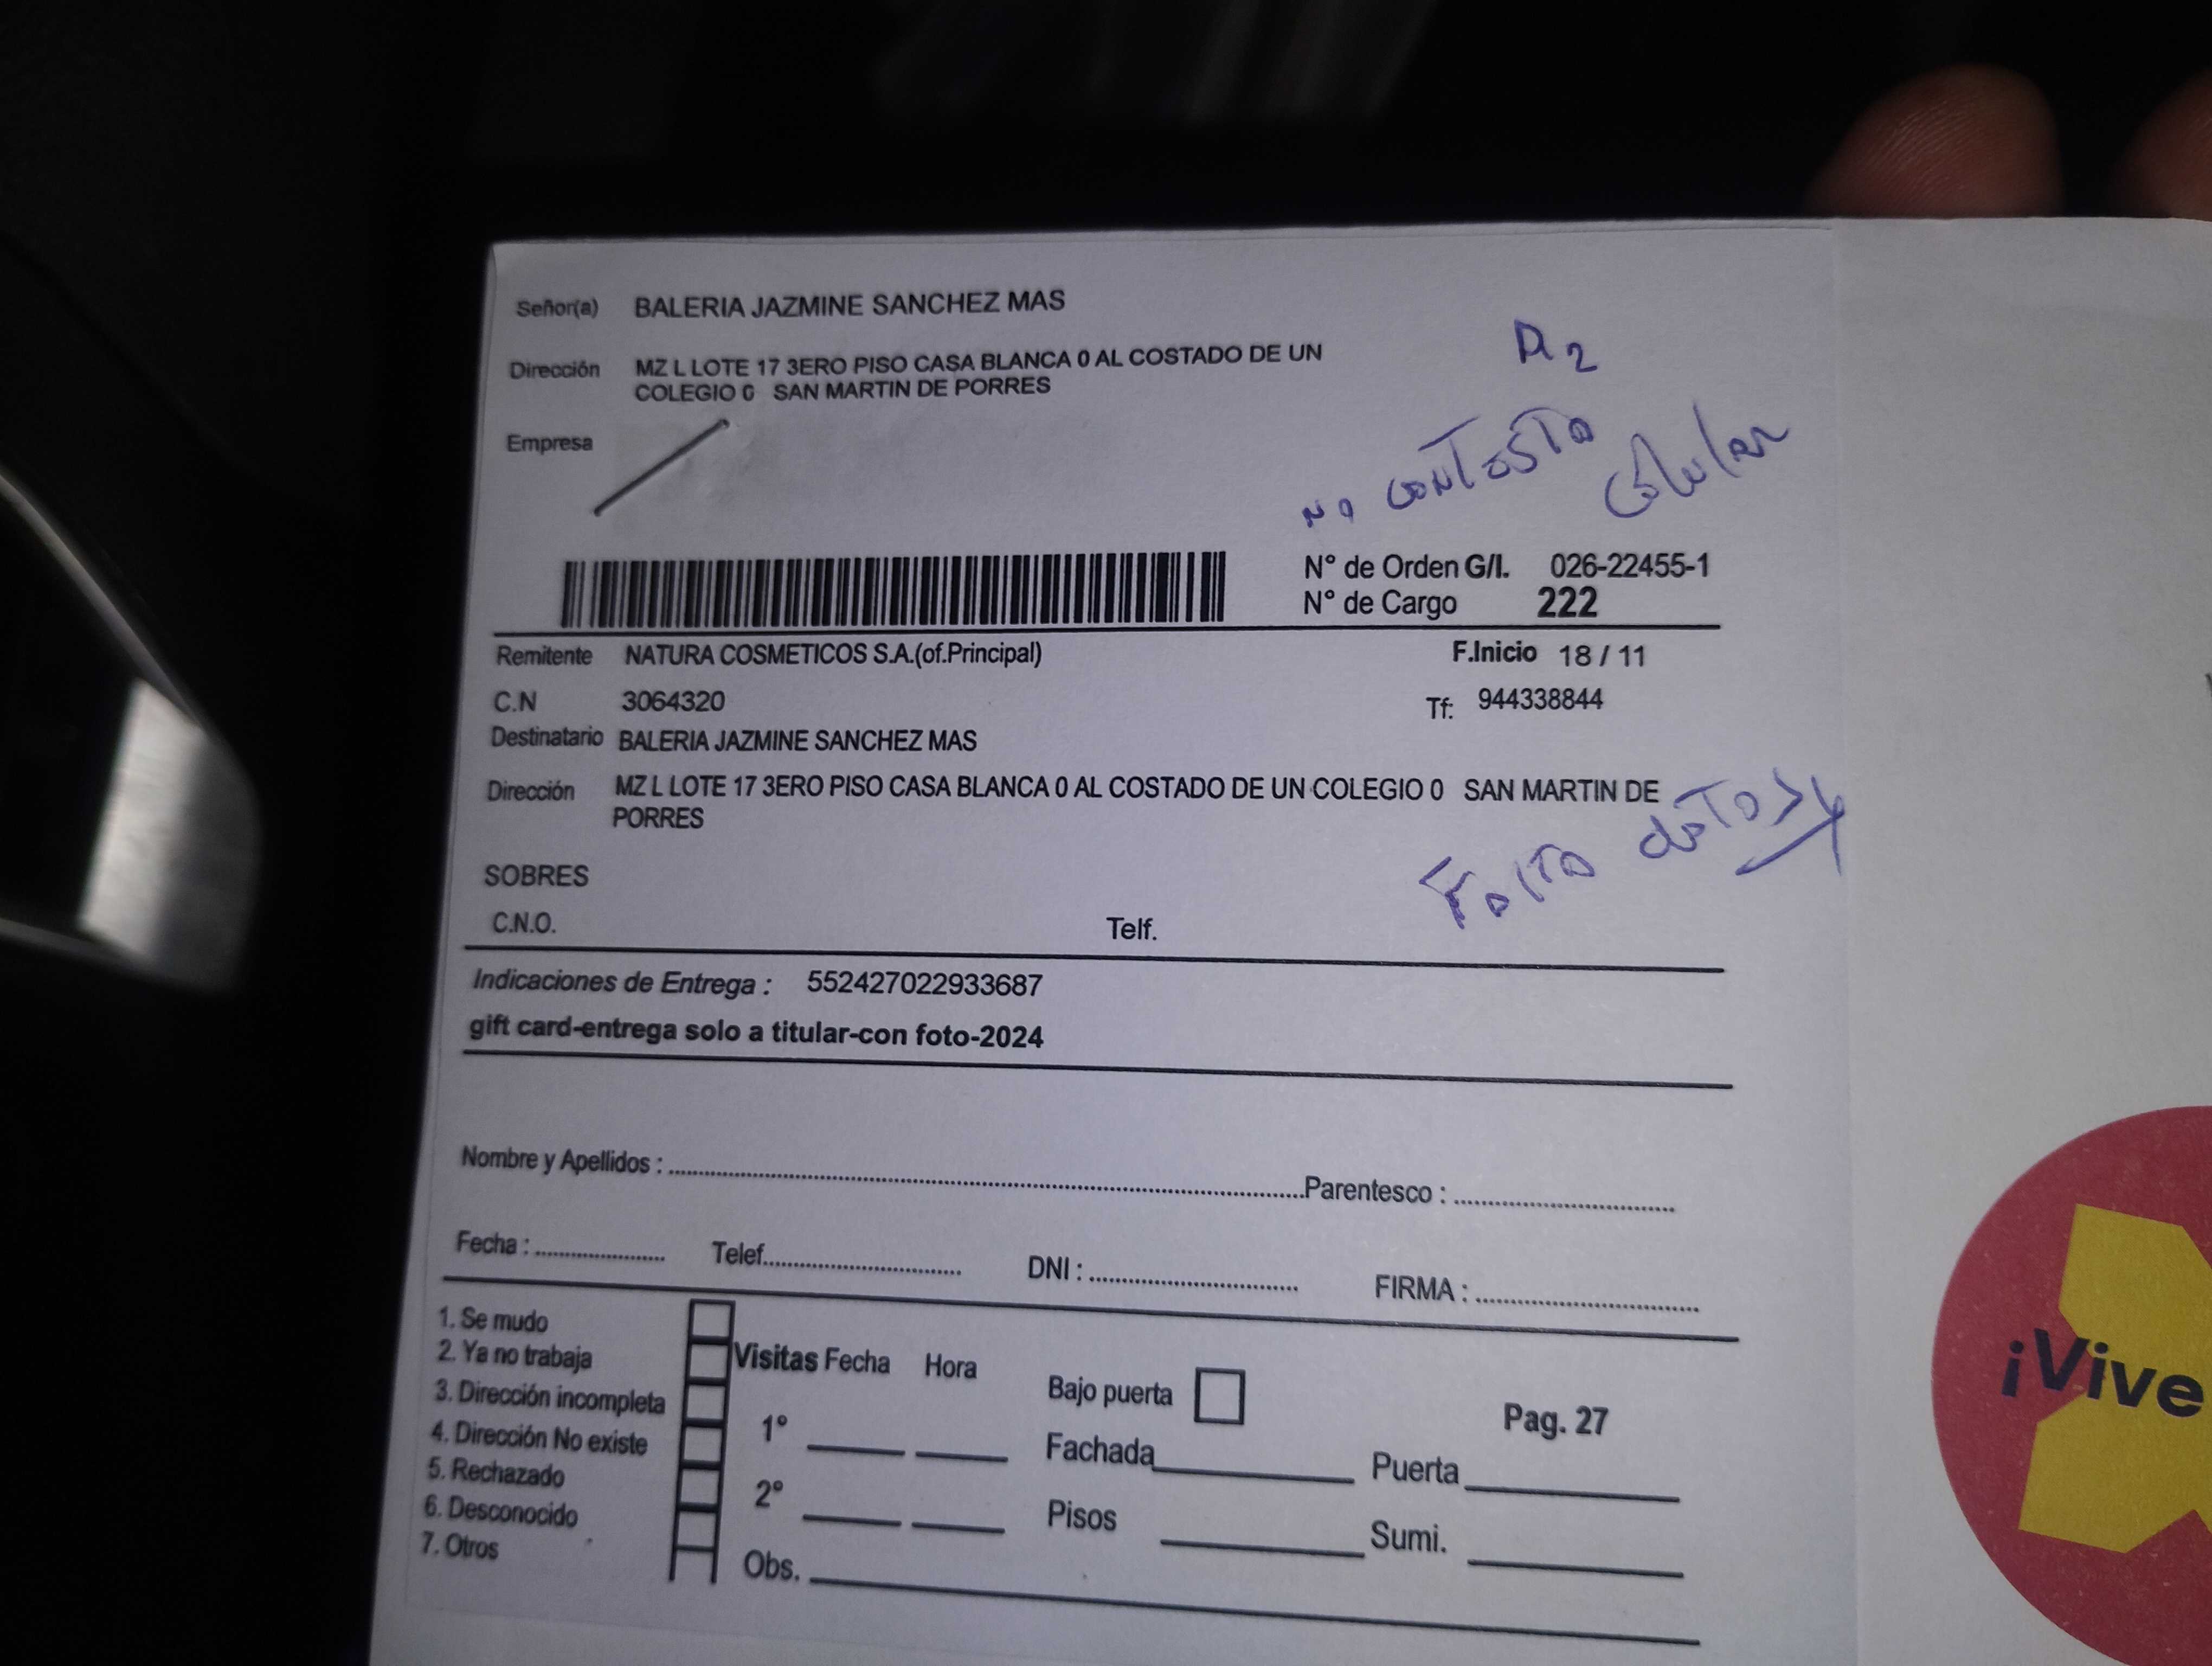 Señor(a) BALERIA JAZMINE SANCHEZ MAS
Dirección MZ L LOTE 17 3ERO PISO CASA BLANCA 0 AL COSTADO DE UN
COLEGIO 0 SAN MARTIN DE PORRES
R2
Empresa
No contesta celular
N° de Orden G/I. 026-22455-1
N° de Cargo 222
Remitente NATURA COSMETICOS S.A.(of.Principal) F.Inicio 18 / 11
C.N 3064320 Tf: 944338844
Destinatario BALERIA JAZMINE SANCHEZ MAS
Dirección MZ L LOTE 17 3ERO PISO CASA BLANCA 0 AL COSTADO DE UN COLEGIO 0 SAN MARTIN DE
PORRES
Falta datos
SOBRES
C.N.O. Telf.
Indicaciones de Entrega : 552427022933687
gift card-entrega solo a titular-con foto-2024
Nombre y Apellidos : Parentesco :
Fecha : Telef. DNI : FIRMA :
1. Se mudo
2. Ya no trabaja
3. Dirección incompleta
4. Dirección No existe
5. Rechazado
6. Desconocido
7. Otros
Visitas Fecha Hora
1°
2°
Obs.
Bajo puerta
Fachada Puerta
Pisos Sumi.
Pag. 27
¡Vive